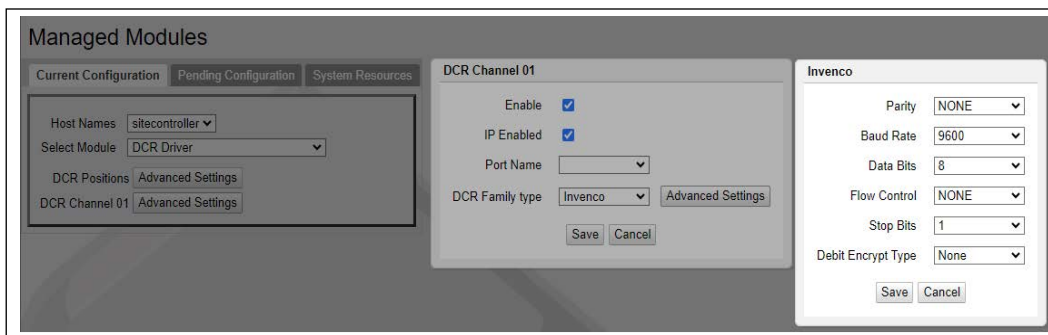 Managed Modules
Current Configuration Pending Configuration System Resources
Host Names sitecontroller
Select Module DCR Driver
DCR Positions Advanced Settings
DCR Channel 01 Advanced Settings
DCR Channel 01
Enable
IP Enabled
Port Name
DCR Family type Invenco Advanced Settings
Save Cancel
Invenco
Parity NONE
Baud Rate 9600
Data Bits 8
Flow Control NONE
Stop Bits 1
Debit Encrypt Type None
Save Cancel